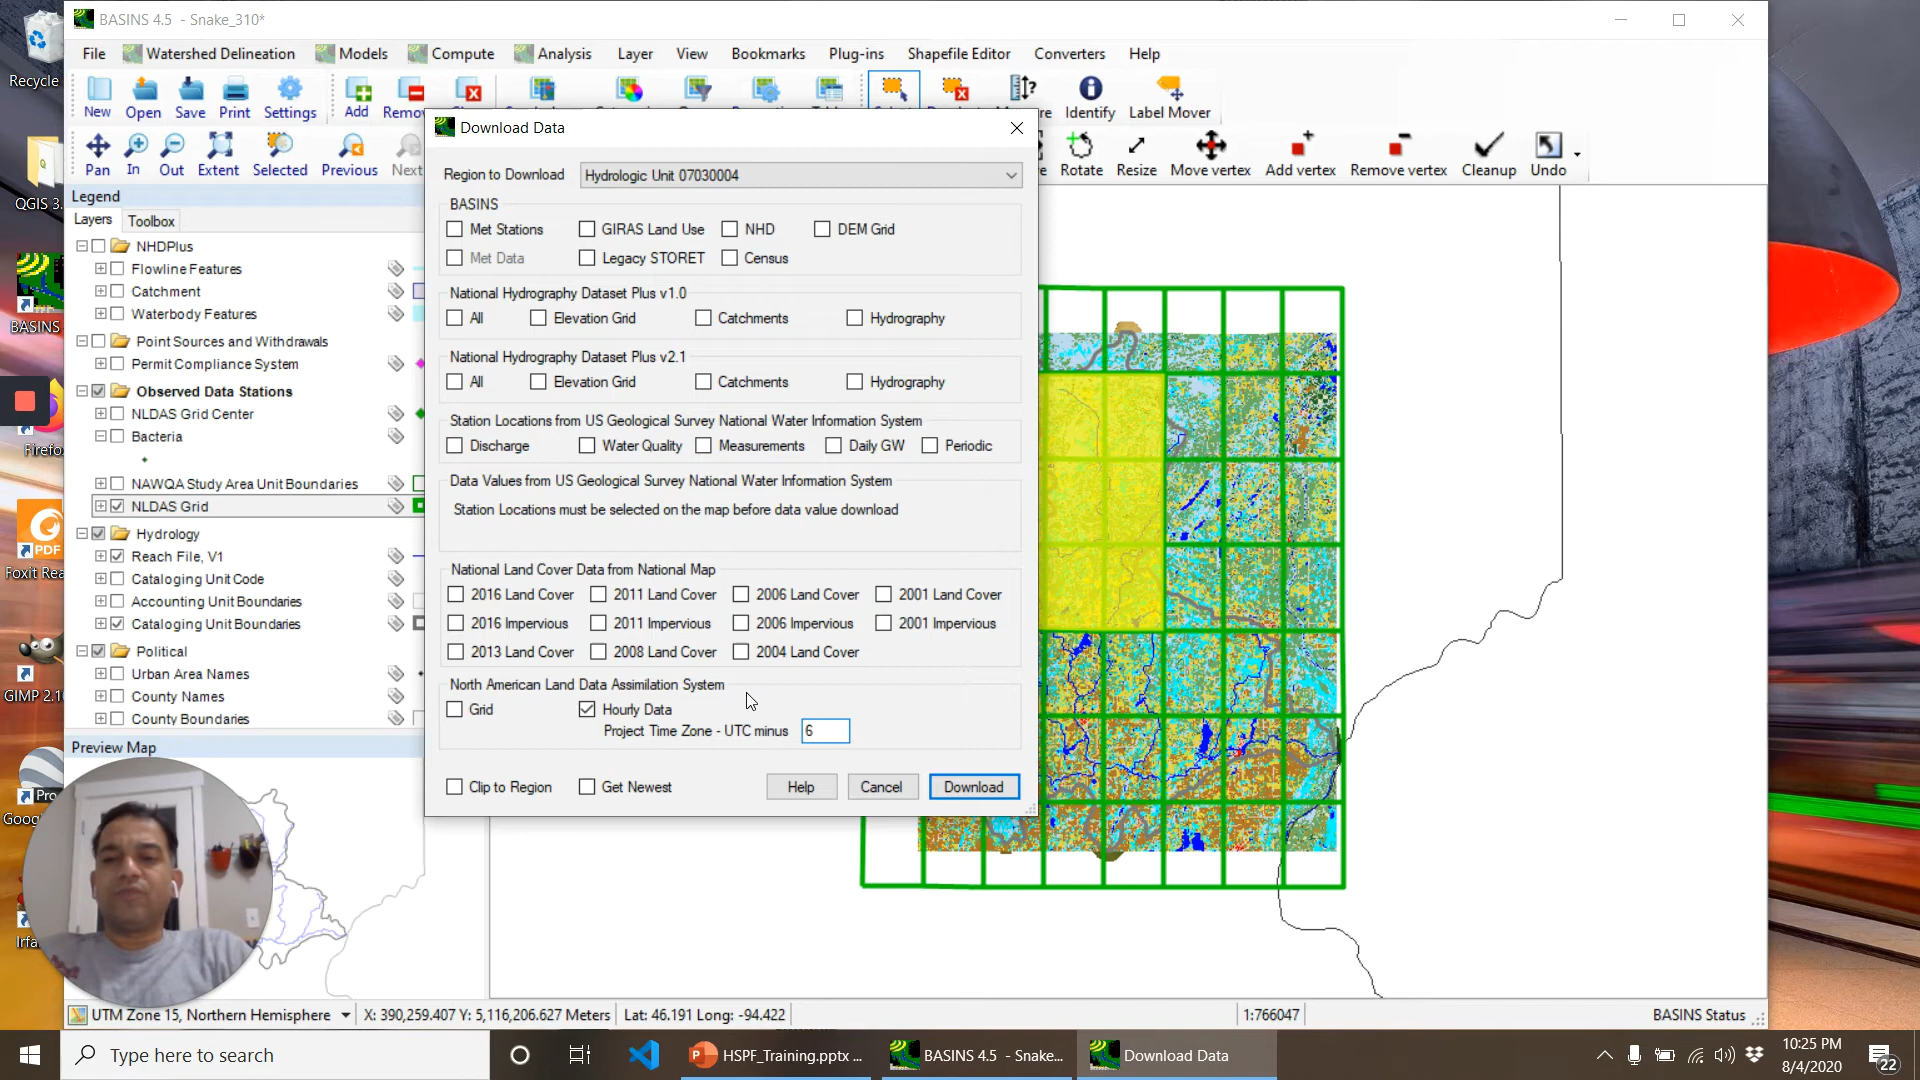 BASINS 4.5 - Snake_310*
File Watershed Delineation Models Compute Analysis Layer View Bookmarks Plug-ins Shapefile Editor Converters Help
New Open Save Print Settings Add Identify Label Mover
Pan In Out Extent Selected Previous Next Rotate Resize Move vertex Add vertex Remove vertex Cleanup Undo
Recycle
QGIS 3.
BASINS
Firefo
PDF
Foxit Rea
GIMP 2.1
Pro
Goog
Irfa
Legend
Layers Toolbox
NHDPlus
Flowline Features
Catchment
Waterbody Features
Point Sources and Withdrawals
Permit Compliance System
Observed Data Stations
NLDAS Grid Center
Bacteria
NAWQA Study Area Unit Boundaries
NLDAS Grid
Hydrology
Reach File, V1
Cataloging Unit Code
Accounting Unit Boundaries
Cataloging Unit Boundaries
Political
Urban Area Names
County Names
County Boundaries
Preview Map
Download Data
Region to Download Hydrologic Unit 07030004
BASINS
Met Stations GIRAS Land Use NHD DEM Grid
Met Data Legacy STORET Census
National Hydrography Dataset Plus v1.0
All Elevation Grid Catchments Hydrography
National Hydrography Dataset Plus v2.1
All Elevation Grid Catchments Hydrography
Station Locations from US Geological Survey National Water Information System
Discharge Water Quality Measurements Daily GW Periodic
Data Values from US Geological Survey National Water Information System
Station Locations must be selected on the map before data value download
National Land Cover Data from National Map
2016 Land Cover 2011 Land Cover 2006 Land Cover 2001 Land Cover
2016 Impervious 2011 Impervious 2006 Impervious 2001 Impervious
2013 Land Cover 2008 Land Cover 2004 Land Cover
North American Land Data Assimilation System
Grid Hourly Data
Project Time Zone - UTC minus 6
Clip to Region Get Newest Help Cancel Download
UTM Zone 15, Northern Hemisphere X: 390,259.407 Y: 5,116,206.627 Meters Lat: 46.191 Long: -94.422 1:766047 BASINS Status
Type here to search HSPF_Training.pptx ... BASINS 4.5 - Snake... Download Data
10:25 PM
8/4/2020
22